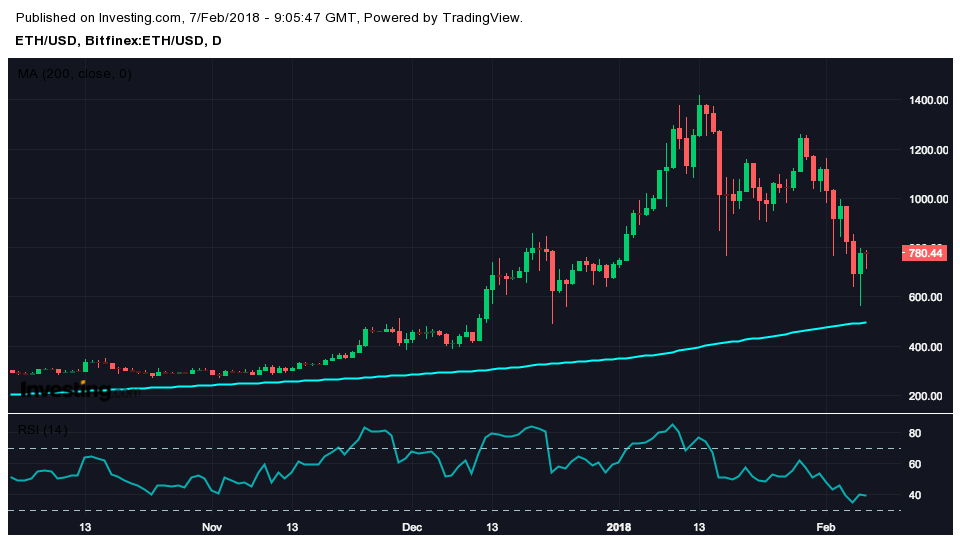 Published on Investing.com, 7/Feb/2018 - 9:05:47 GMT, Powered by TradingView.
ETH/USD, Bitfinex:ETH/USD, D
MA (200, close, 0)
1400.00
1200.00
1000.00
780.44
600.00
400.00
200.00
Investing.com
RSI (14)
80
60
40
13
Nov
13
Dec
13
2018
13
Feb